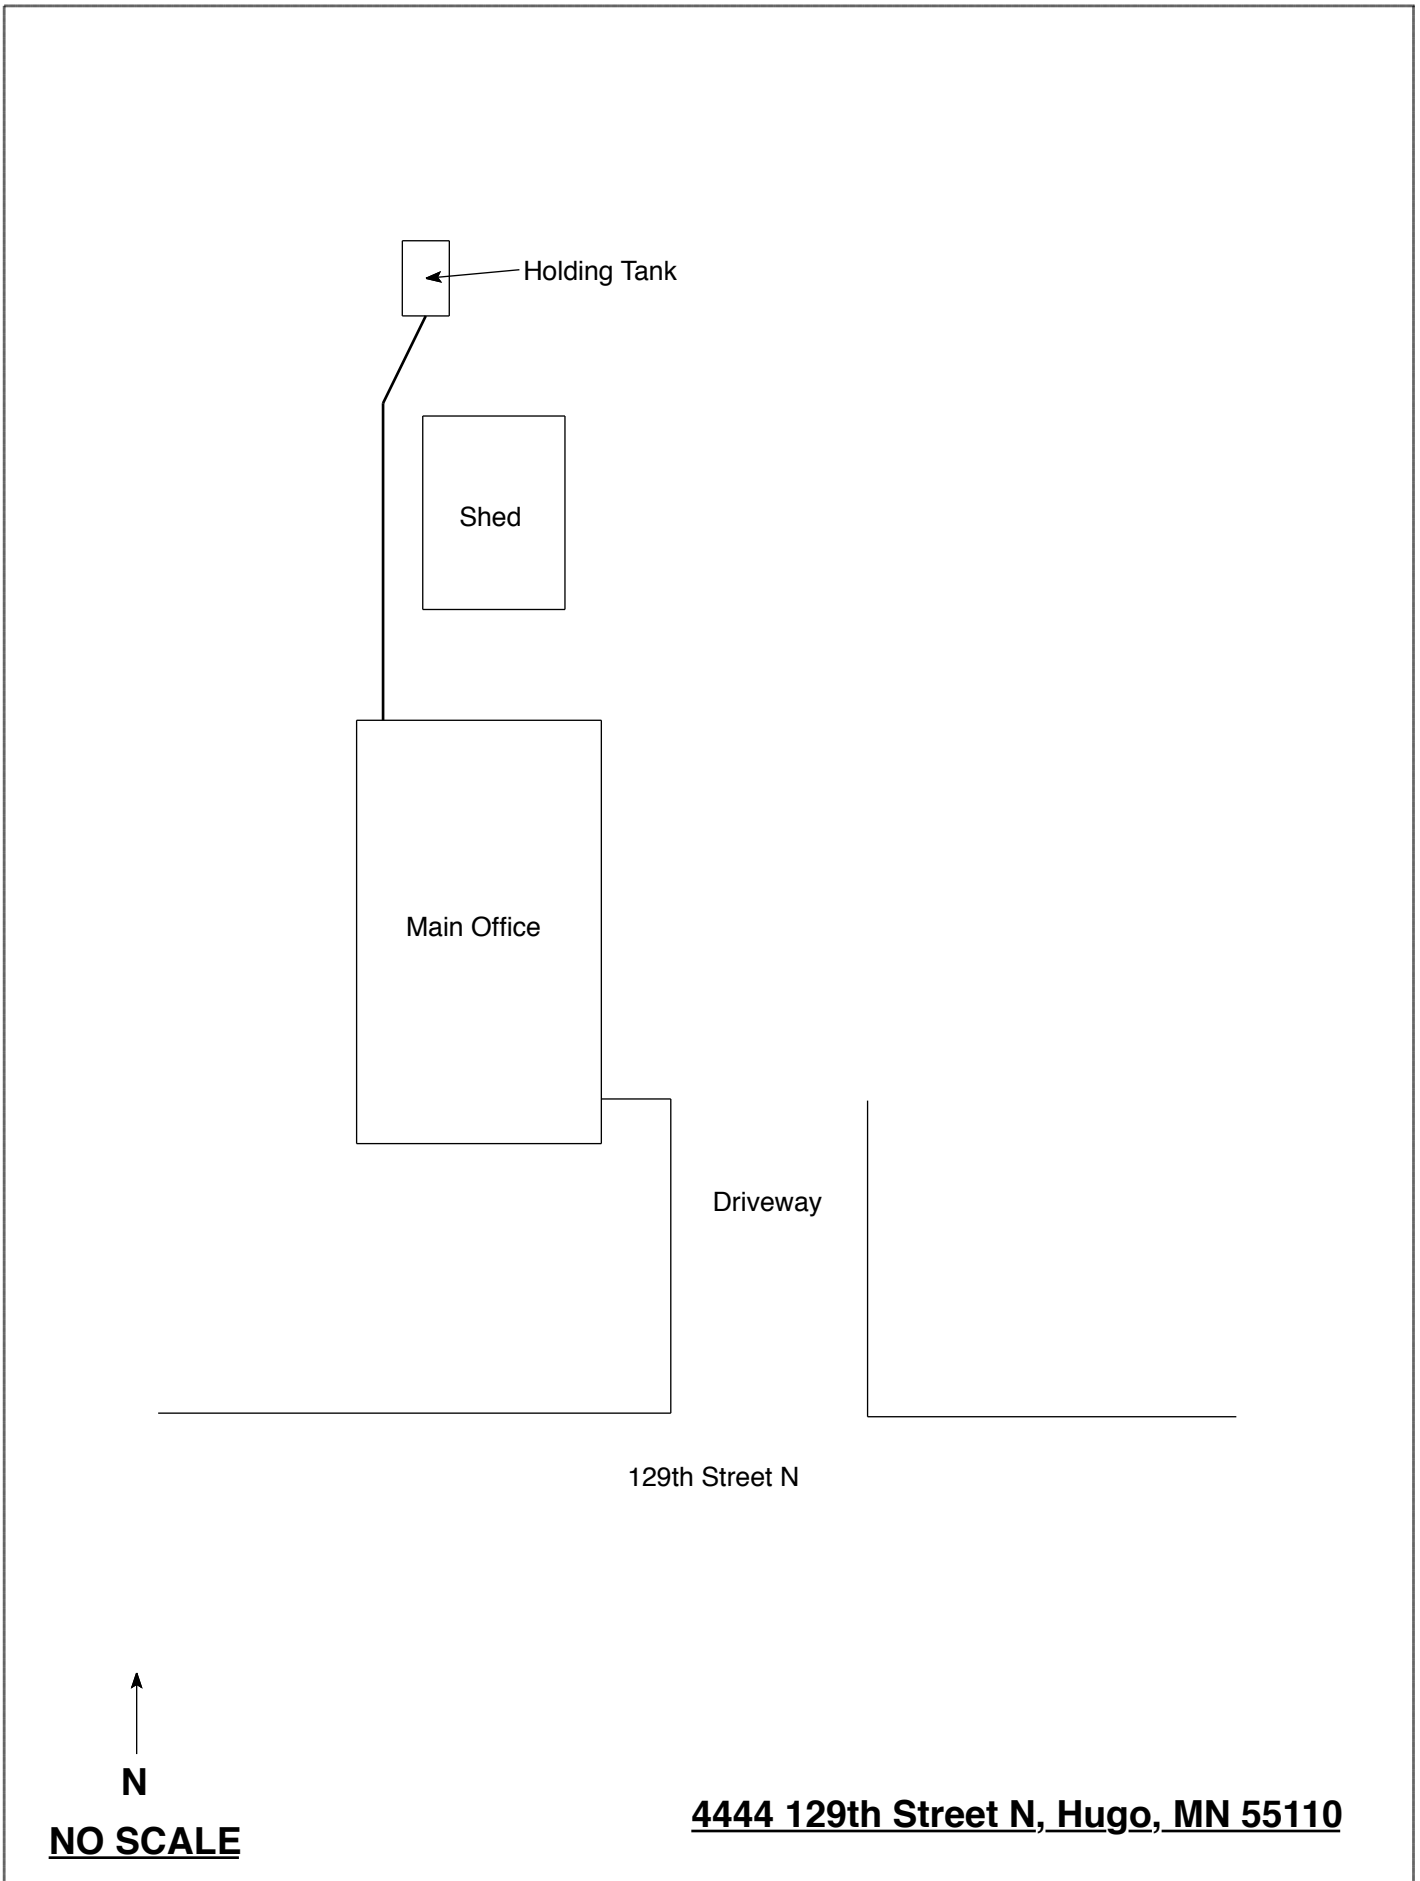 Holding Tank
Shed
Main Office
Driveway
129th Street N
N
NO SCALE
4444 129th Street N, Hugo, MN 55110